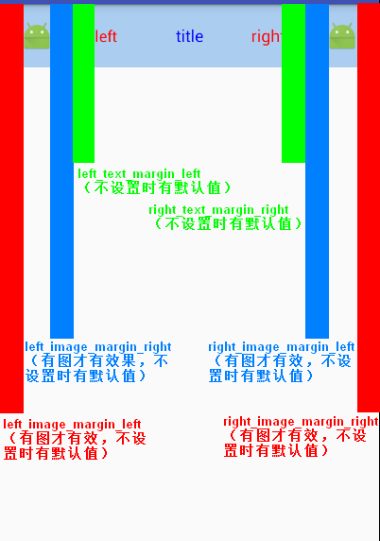 left title right
left_text_margin_left
（不设置时有默认值）
right_text_margin_right
（不设置时有默认值）
left_image_margin_right
（有图才有效果，不
设置时有默认值）
right_image_margin_left
（有图才有效，不设
置时有默认值）
left_image_margin_left
（有图才有效，不设
置时有默认值）
right_image_margin_right
（有图才有效，不设
置时有默认值）